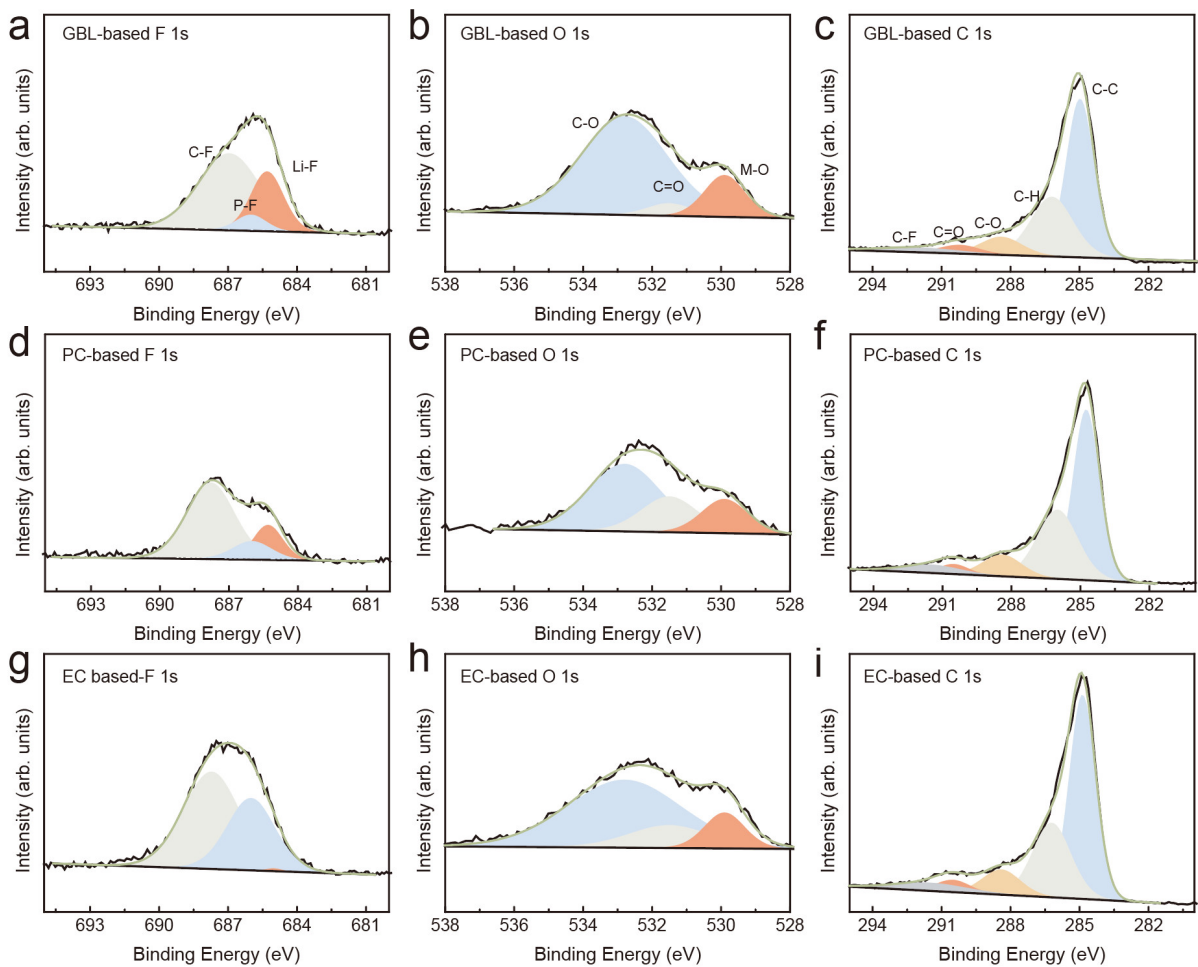 a
GBL-based F 1s
Intensity (arb. units)
C-F
P-F
Li-F
693 690 687 684 681
Binding Energy (eV)
b
GBL-based O 1s
Intensity (arb. units)
C-O
C=O
M-O
538 536 534 532 530 528
Binding Energy (eV)
c
GBL-based C 1s
Intensity (arb. units)
C-F
C=O
C-O
C-H
C-C
294 291 288 285 282
Binding Energy (eV)
d
PC-based F 1s
Intensity (arb. units)
693 690 687 684 681
Binding Energy (eV)
e
PC-based O 1s
Intensity (arb. units)
538 536 534 532 530 528
Binding Energy (eV)
f
PC-based C 1s
Intensity (arb. units)
294 291 288 285 282
Binding Energy (eV)
g
EC based-F 1s
Intensity (arb. units)
693 690 687 684 681
Binding Energy (eV)
h
EC-based O 1s
Intensity (arb. units)
538 536 534 532 530 528
Binding Energy (eV)
i
EC-based C 1s
Intensity (arb. units)
294 291 288 285 282
Binding Energy (eV)